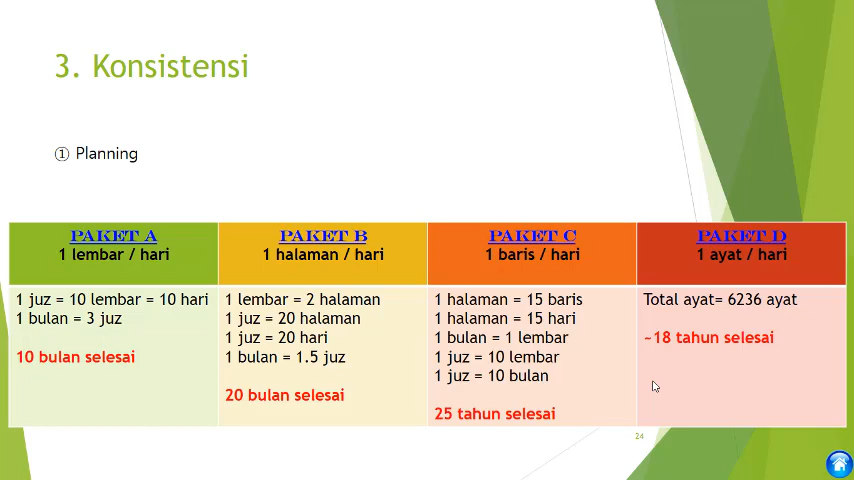 3. Konsistensi
① Planning
PAKET A
1 lembar / hari
1 juz = 10 lembar = 10 hari
1 bulan = 3 juz
10 bulan selesai
PAKET B
1 halaman / hari
1 lembar = 2 halaman
1 juz = 20 halaman
1 juz = 20 hari
1 bulan = 1.5 juz
20 bulan selesai
PAKET C
1 baris / hari
1 halaman = 15 baris
1 halaman = 15 hari
1 bulan = 1 lembar
1 juz = 10 lembar
1 juz = 10 bulan
25 tahun selesai
PAKET D
1 ayat / hari
Total ayat= 6236 ayat
~18 tahun selesai
24